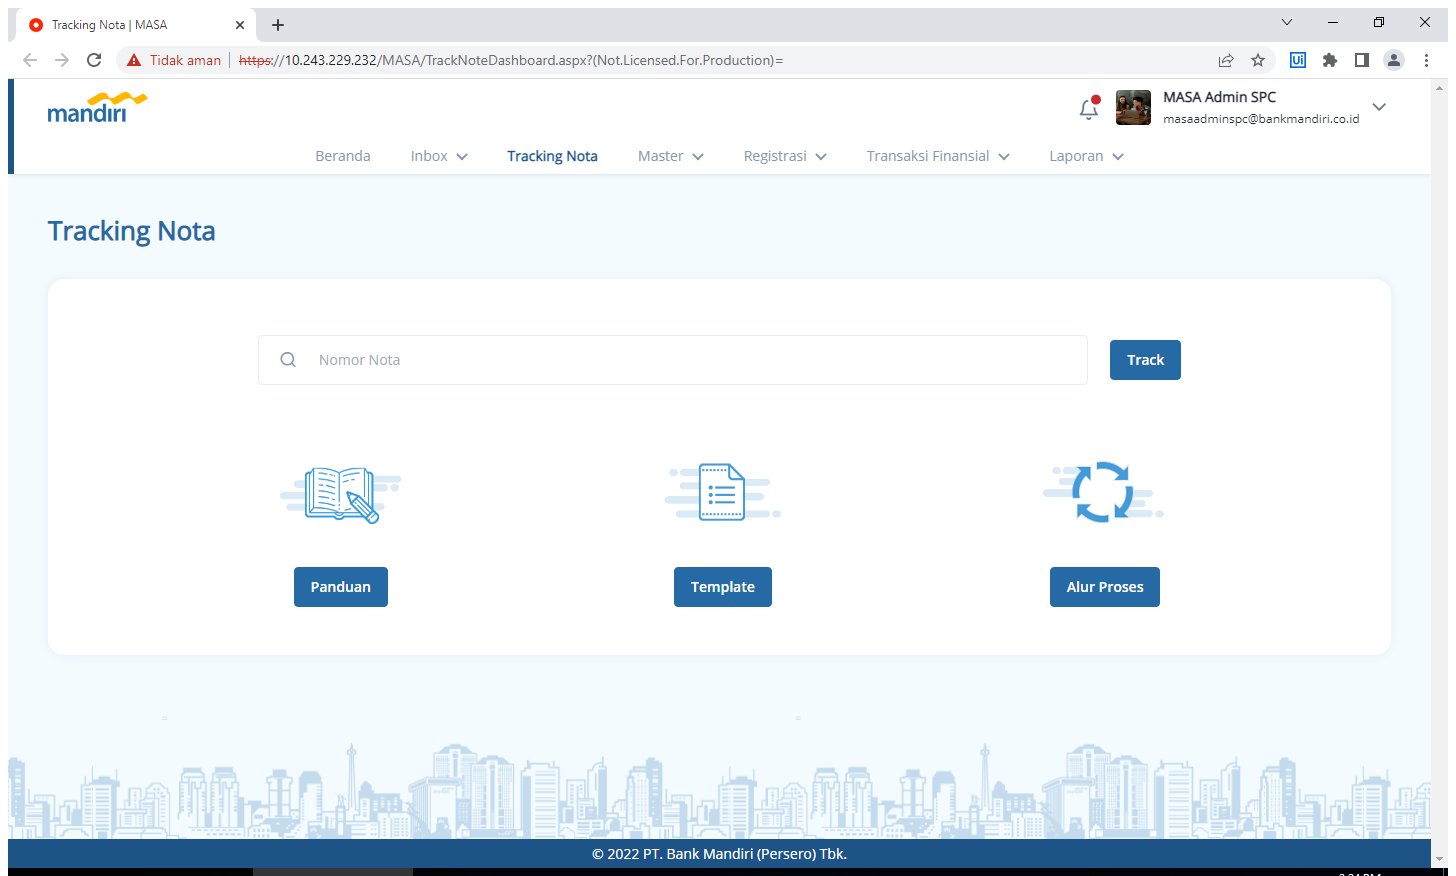 Tracking Nota | MASA
Tidak aman https://10.243.229.232/MASA/TrackNoteDashboard.aspx?(Not.Licensed.For.Production)=
Ui
mandiri
MASA Admin SPC
masaadminspc@bankmandiri.co.id
Beranda Inbox Tracking Nota Master Registrasi Transaksi Finansial Laporan
Tracking Nota
Nomor Nota Track
Panduan Template Alur Proses
© 2022 PT. Bank Mandiri (Persero) Tbk.